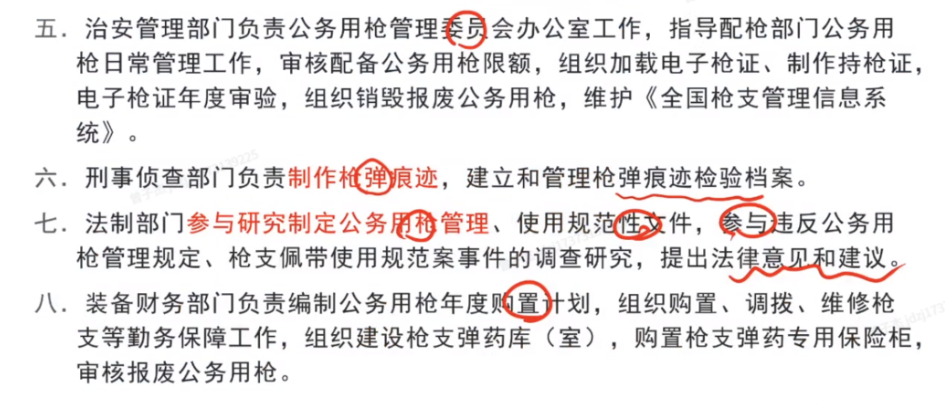 五．治安管理部门负责公务用枪管理委员会办公室工作，指导配枪部门公务用
枪日常管理工作，审核配备公务用枪限额，组织加载电子枪证、制作持枪证，
电子枪证年度审验，组织销毁报废公务用枪，维护《全国枪支管理信息系
统》。
六．刑事侦查部门负责制作枪弹痕迹，建立和管理枪弹痕迹检验档案。
七．法制部门参与研究制定公务用枪管理、使用规范性文件，参与违反公务用
枪管理规定、枪支佩带使用规范案事件的调查研究，提出法律意见和建议。
八．装备财务部门负责编制公务用枪年度购置计划，组织购置、调拨、维修枪
支等勤务保障工作，组织建设枪支弹药库（室），购置枪支弹药专用保险柜，
审核报废公务用枪。